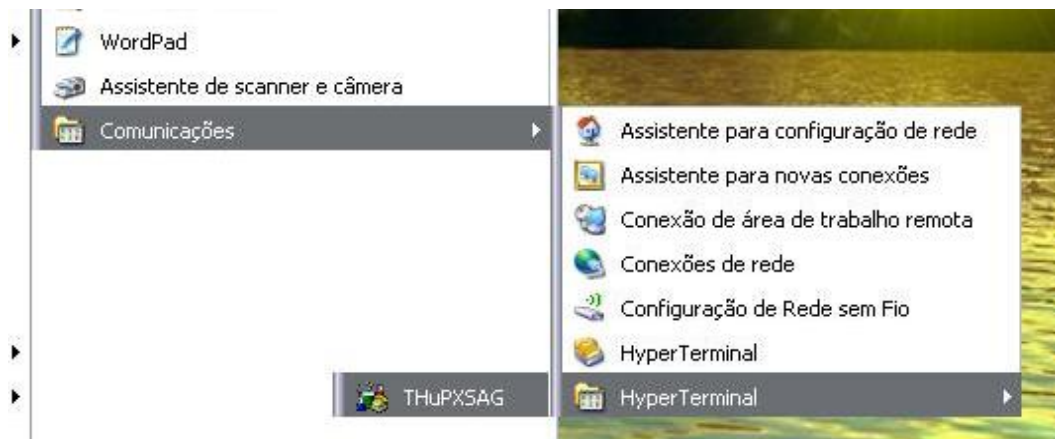 WordPad
Assistente de scanner e câmera
Comunicações
Assistente para configuração de rede
Assistente para novas conexões
Conexão de área de trabalho remota
Conexões de rede
Configuração de Rede sem Fio
HyperTerminal
HyperTerminal
THuPXSAG